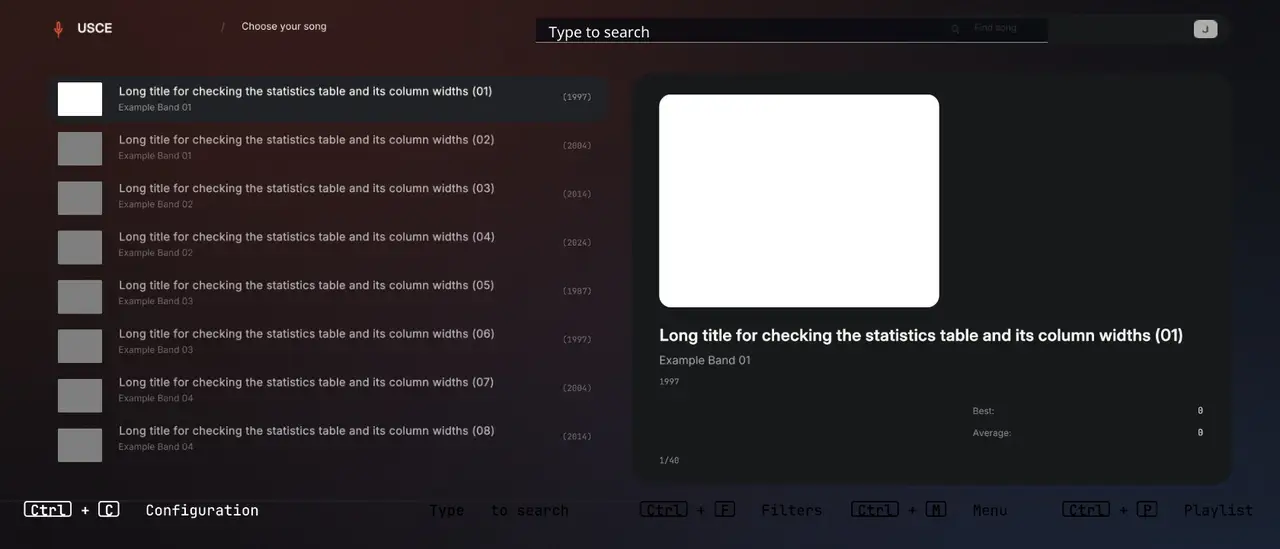 USCE / Choose your song
Type to search Find song J
Long title for checking the statistics table and its column widths (01)
Example Band 01
(1997)
Long title for checking the statistics table and its column widths (02)
Example Band 01
(2004)
Long title for checking the statistics table and its column widths (03)
Example Band 02
(2014)
Long title for checking the statistics table and its column widths (04)
Example Band 02
(2024)
Long title for checking the statistics table and its column widths (05)
Example Band 03
(1987)
Long title for checking the statistics table and its column widths (06)
Example Band 03
(1997)
Long title for checking the statistics table and its column widths (07)
Example Band 04
(2004)
Long title for checking the statistics table and its column widths (08)
Example Band 04
(2014)
Long title for checking the statistics table and its column widths (01)
Example Band 01
1997
Best: 0
Average: 0
1/40
Ctrl + C Configuration Type to search Ctrl + F Filters Ctrl + M Menu Ctrl + P Playlist